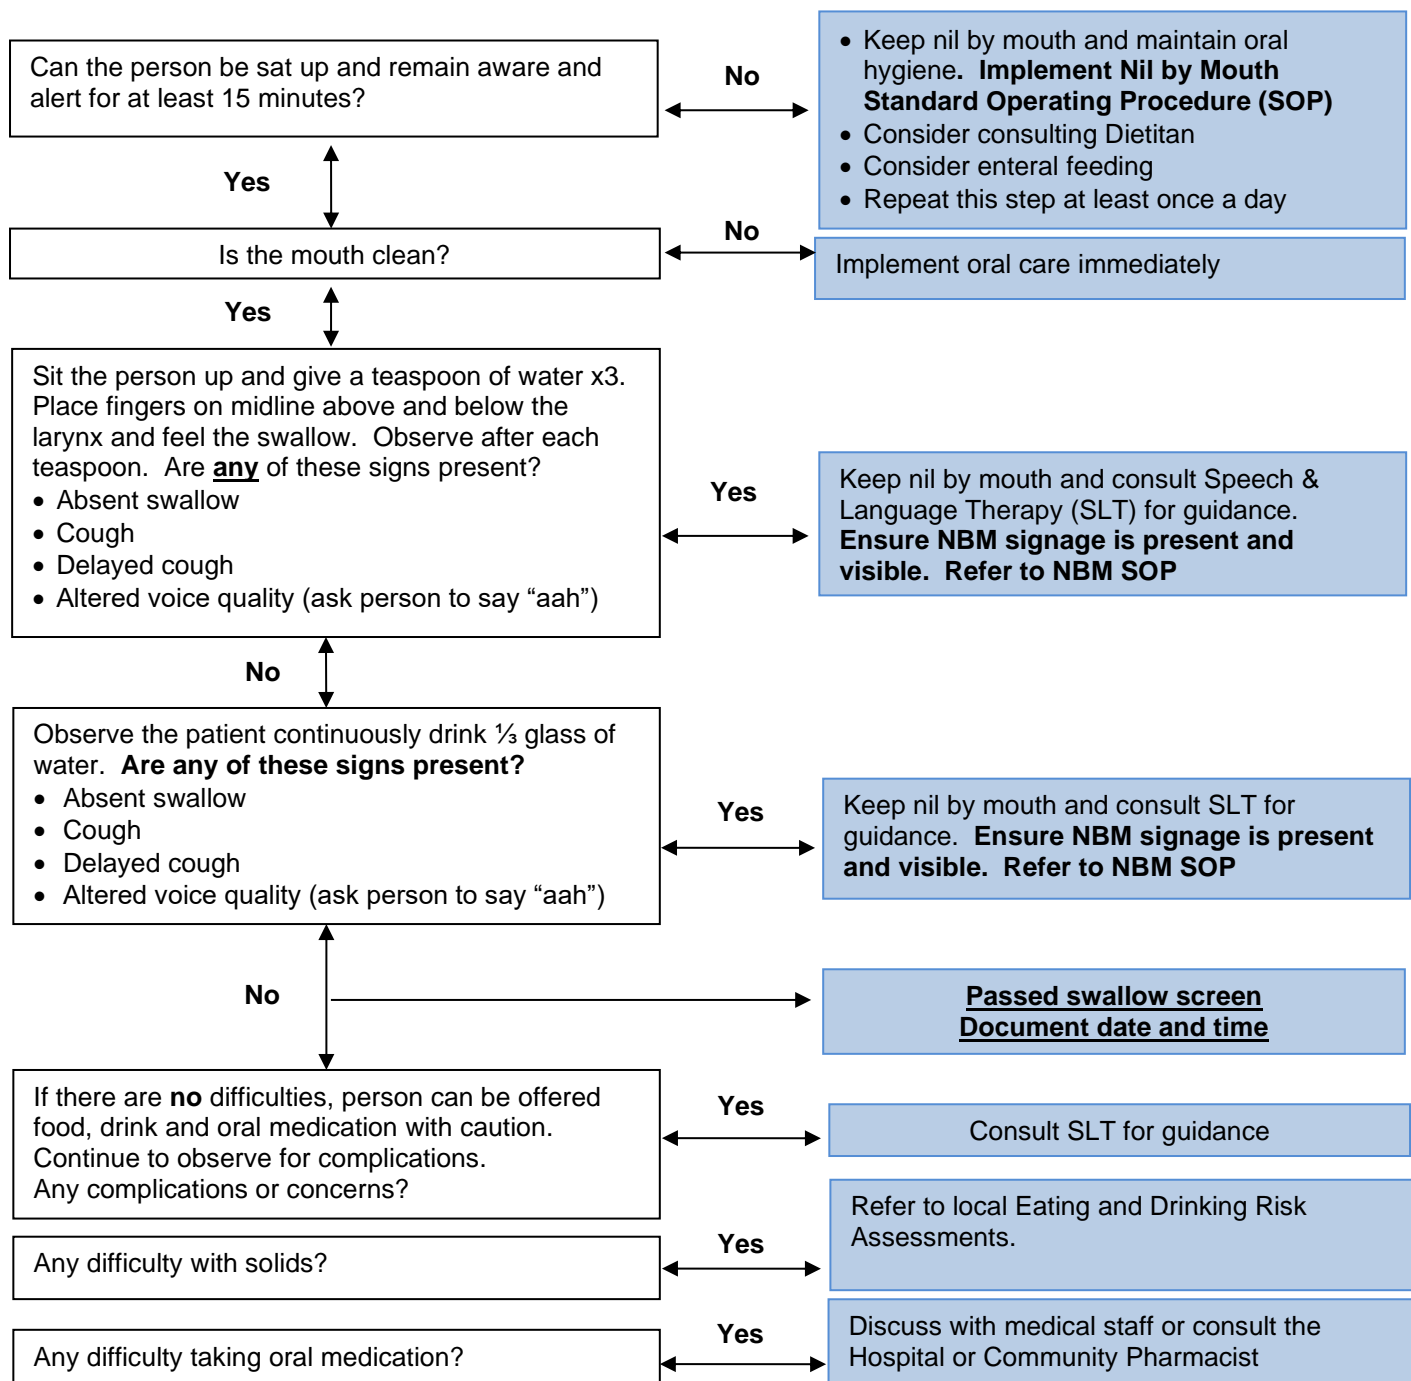 Can the person be sat up and remain aware and
alert for at least 15 minutes?
No
• Keep nil by mouth and maintain oral
hygiene. Implement Nil by Mouth
Standard Operating Procedure (SOP)
• Consider consulting Dietitan
• Consider enteral feeding
• Repeat this step at least once a day
Yes
Is the mouth clean?
No
Implement oral care immediately
Yes
Sit the person up and give a teaspoon of water x3.
Place fingers on midline above and below the
larynx and feel the swallow. Observe after each
teaspoon. Are any of these signs present?
• Absent swallow
• Cough
• Delayed cough
• Altered voice quality (ask person to say “aah”)
Yes
Keep nil by mouth and consult Speech &
Language Therapy (SLT) for guidance.
Ensure NBM signage is present and
visible. Refer to NBM SOP
No
Observe the patient continuously drink ⅓ glass of
water. Are any of these signs present?
• Absent swallow
• Cough
• Delayed cough
• Altered voice quality (ask person to say “aah”)
Yes
Keep nil by mouth and consult SLT for
guidance. Ensure NBM signage is present
and visible. Refer to NBM SOP
No
Passed swallow screen
Document date and time
If there are no difficulties, person can be offered
food, drink and oral medication with caution.
Continue to observe for complications.
Any complications or concerns?
Yes
Consult SLT for guidance
Any difficulty with solids?
Yes
Refer to local Eating and Drinking Risk
Assessments.
Any difficulty taking oral medication?
Yes
Discuss with medical staff or consult the
Hospital or Community Pharmacist